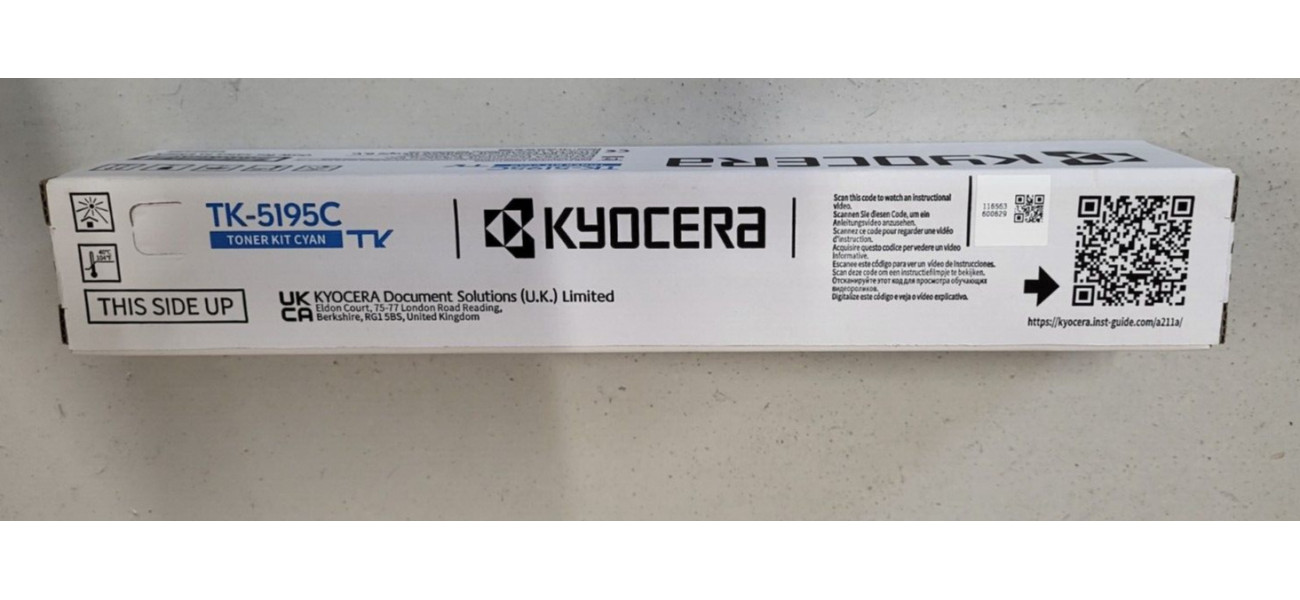 KYOCERA
TK-5195C
TONER KIT CYAN TK
KYOCERA
40°C
104°F
THIS SIDE UP
UK
CA
KYOCERA Document Solutions (U.K.) Limited
Eldon Court, 75-77 London Road Reading,
Berkshire, RG1 5BS, United Kingdom
Scan this code to watch an instructional
video.
Scannen Sie diesen Code, um ein
Anleitungsvideo anzusehen.
Scannez ce code pour regarder une vidéo
d'instruction.
Acquisire questo codice per vedere un video
informative.
Escanee este código para ver un vídeo de instrucciones.
Scan deze code om een instructiefilmpje te bekijken.
Отсканируйте этот код для просмотра обучающих
видеороликов.
Digitalize este código e veja o vídeo explicativo.
116563
600629
https://kyocera.inst-guide.com/a211a/